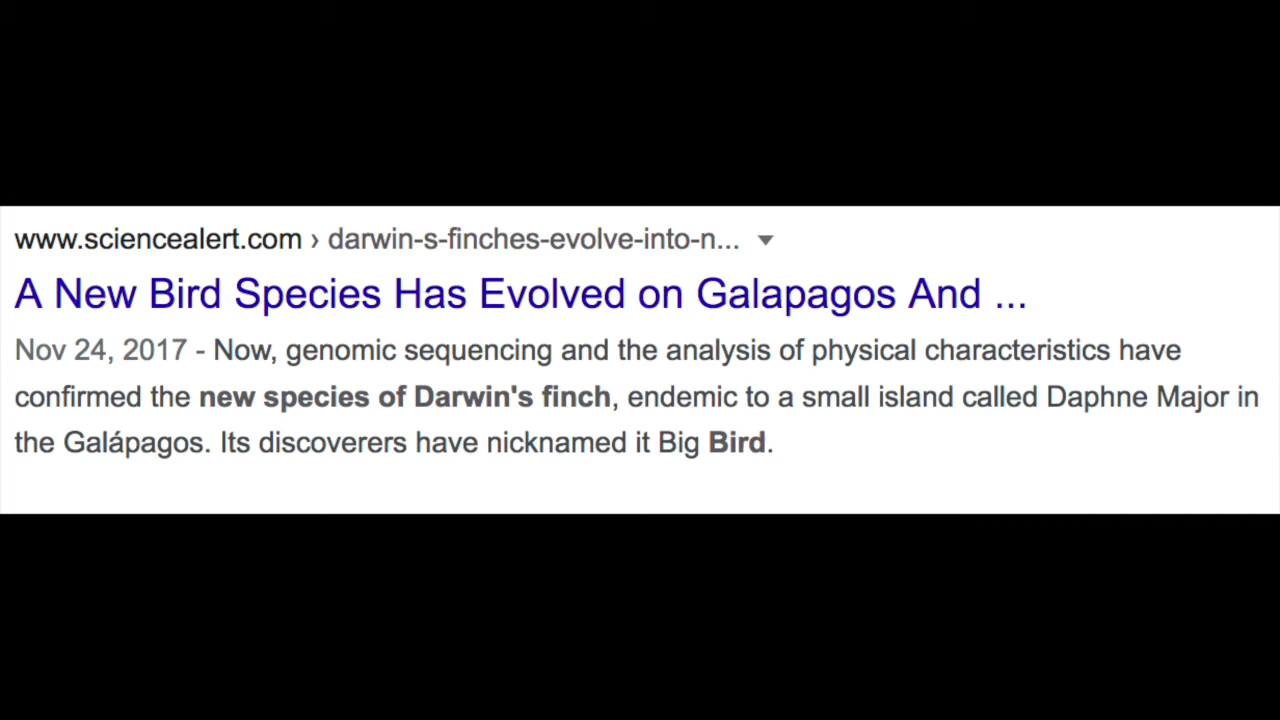 www.sciencealert.com › darwin-s-finches-evolve-into-n...
A New Bird Species Has Evolved on Galapagos And ...
Nov 24, 2017 - Now, genomic sequencing and the analysis of physical characteristics have
confirmed the new species of Darwin's finch, endemic to a small island called Daphne Major in
the Galápagos. Its discoverers have nicknamed it Big Bird.